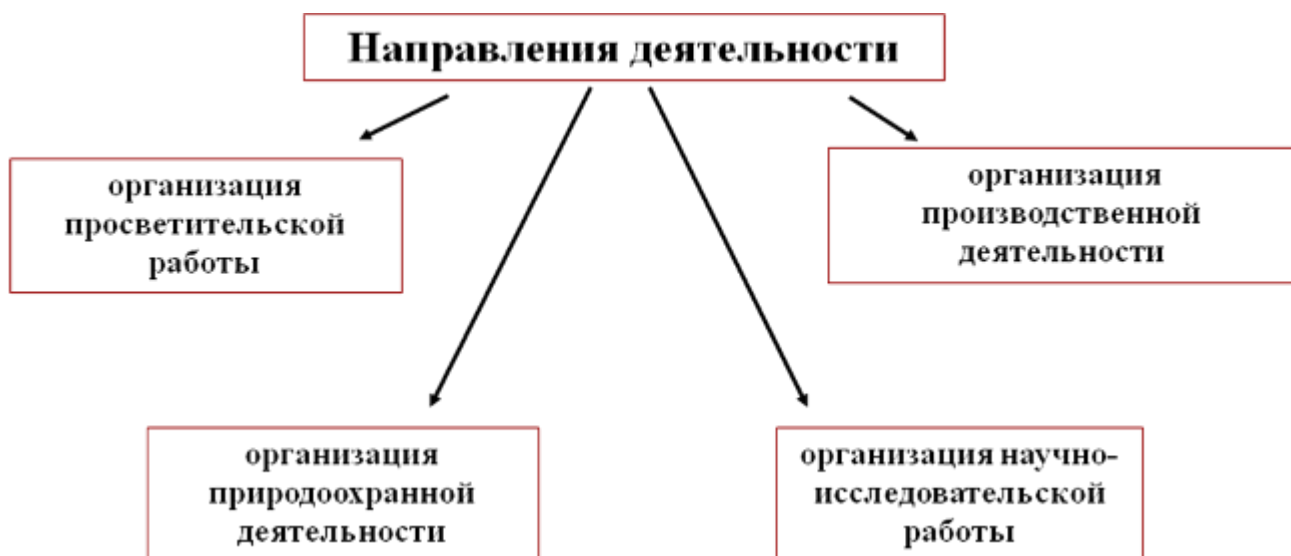 Направления деятельности
организация
просветительской
работы
организация
производственной
деятельности
организация
природоохранной
деятельности
организация научно-
исследовательской
работы